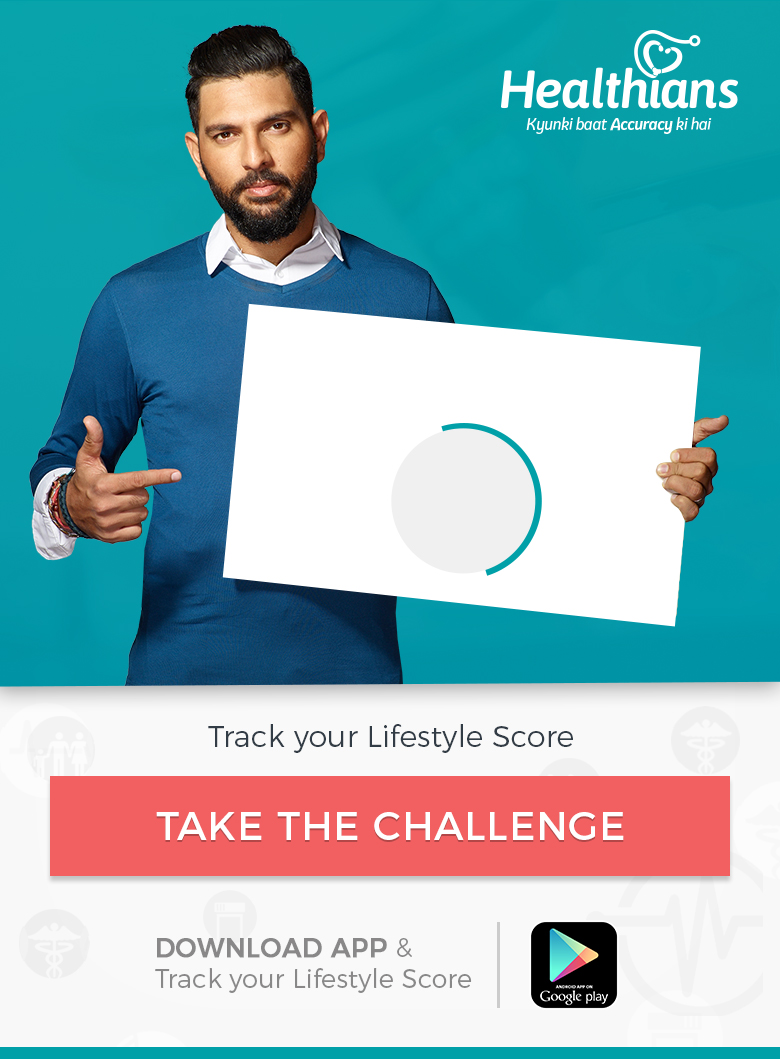 Healthians
Kyunki baat Accuracy ki hai
Track your Lifestyle Score
TAKE THE CHALLENGE
DOWNLOAD APP &
Track your Lifestyle Score
ANDROID APP ON
Google play